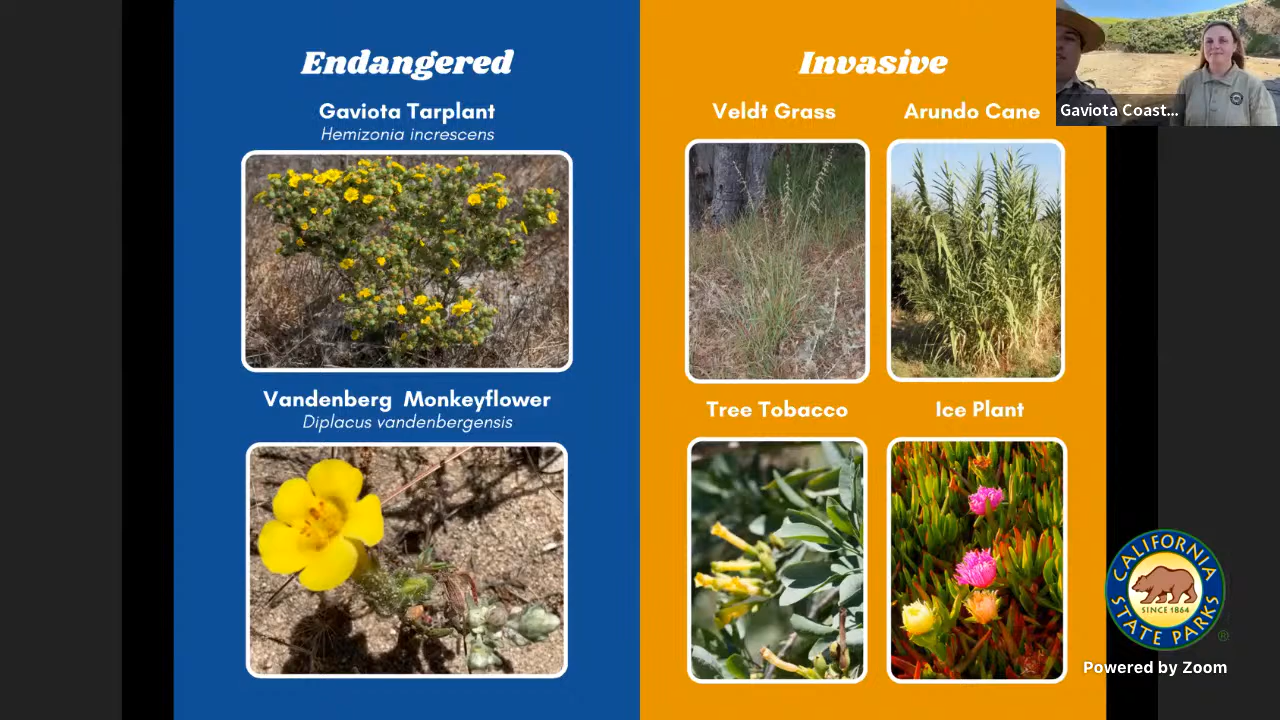 Endangered
Gaviota Tarplant
Hemizonia increscens
Vandenberg Monkeyflower
Diplacus vandenbergensis
Invasive
Veldt Grass
Arundo Cane
Tree Tobacco
Ice Plant
Gaviota Coast...
CALIFORNIA
SINCE 1864
STATE PARKS
®
Powered by Zoom